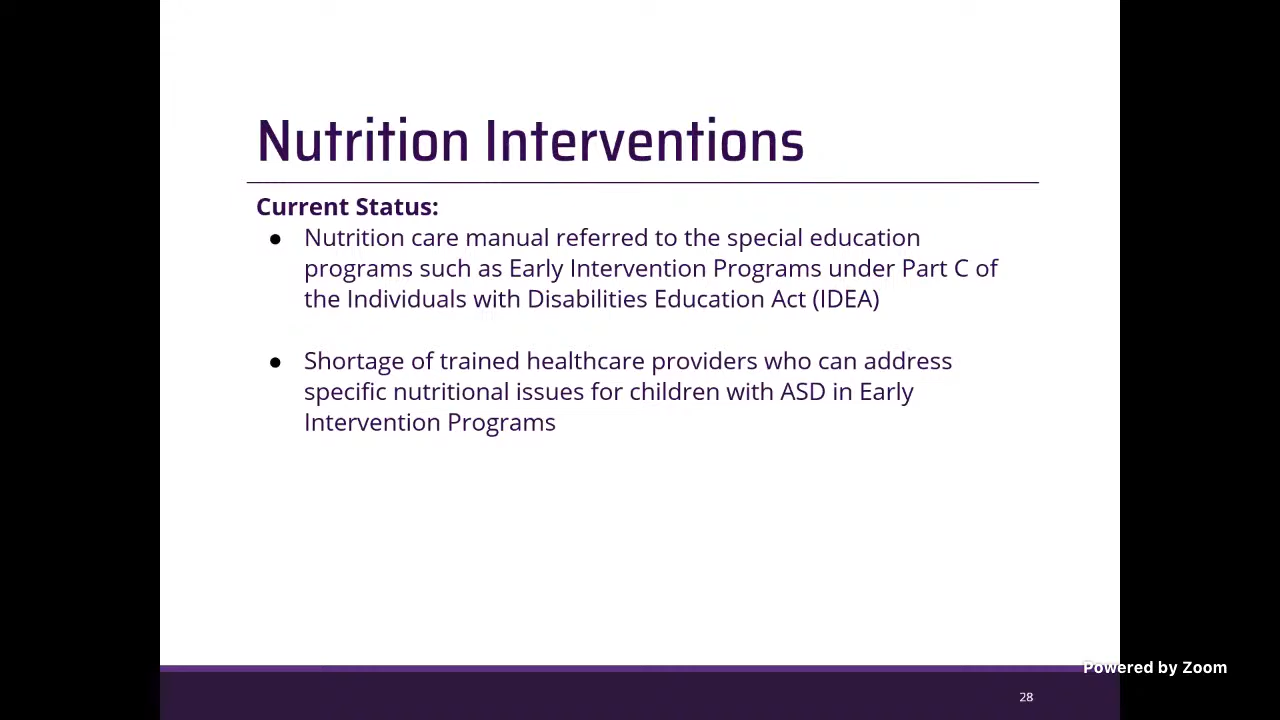 Nutrition Interventions
Current Status:
● Nutrition care manual referred to the special education
programs such as Early Intervention Programs under Part C of
the Individuals with Disabilities Education Act (IDEA)
● Shortage of trained healthcare providers who can address
specific nutritional issues for children with ASD in Early
Intervention Programs
Powered by Zoom
28